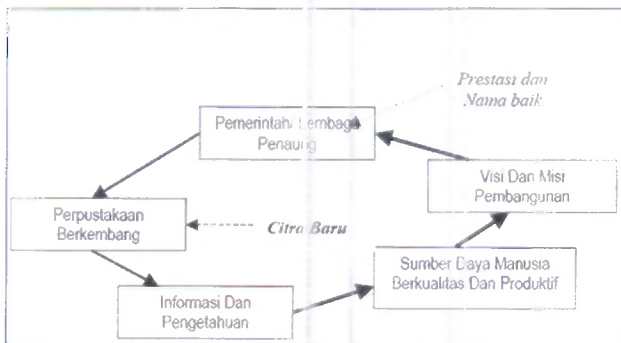 Prestasi dan
Nama baik
Pemerintah/ Lembaga
Penaung
Visi Dan Misi
Pembangunan
Perpustakaan
Berkembang
Citra Baru
Sumber Daya Manusia
Berkualitas Dan Produktif
Informasi Dan
Pengetahuan